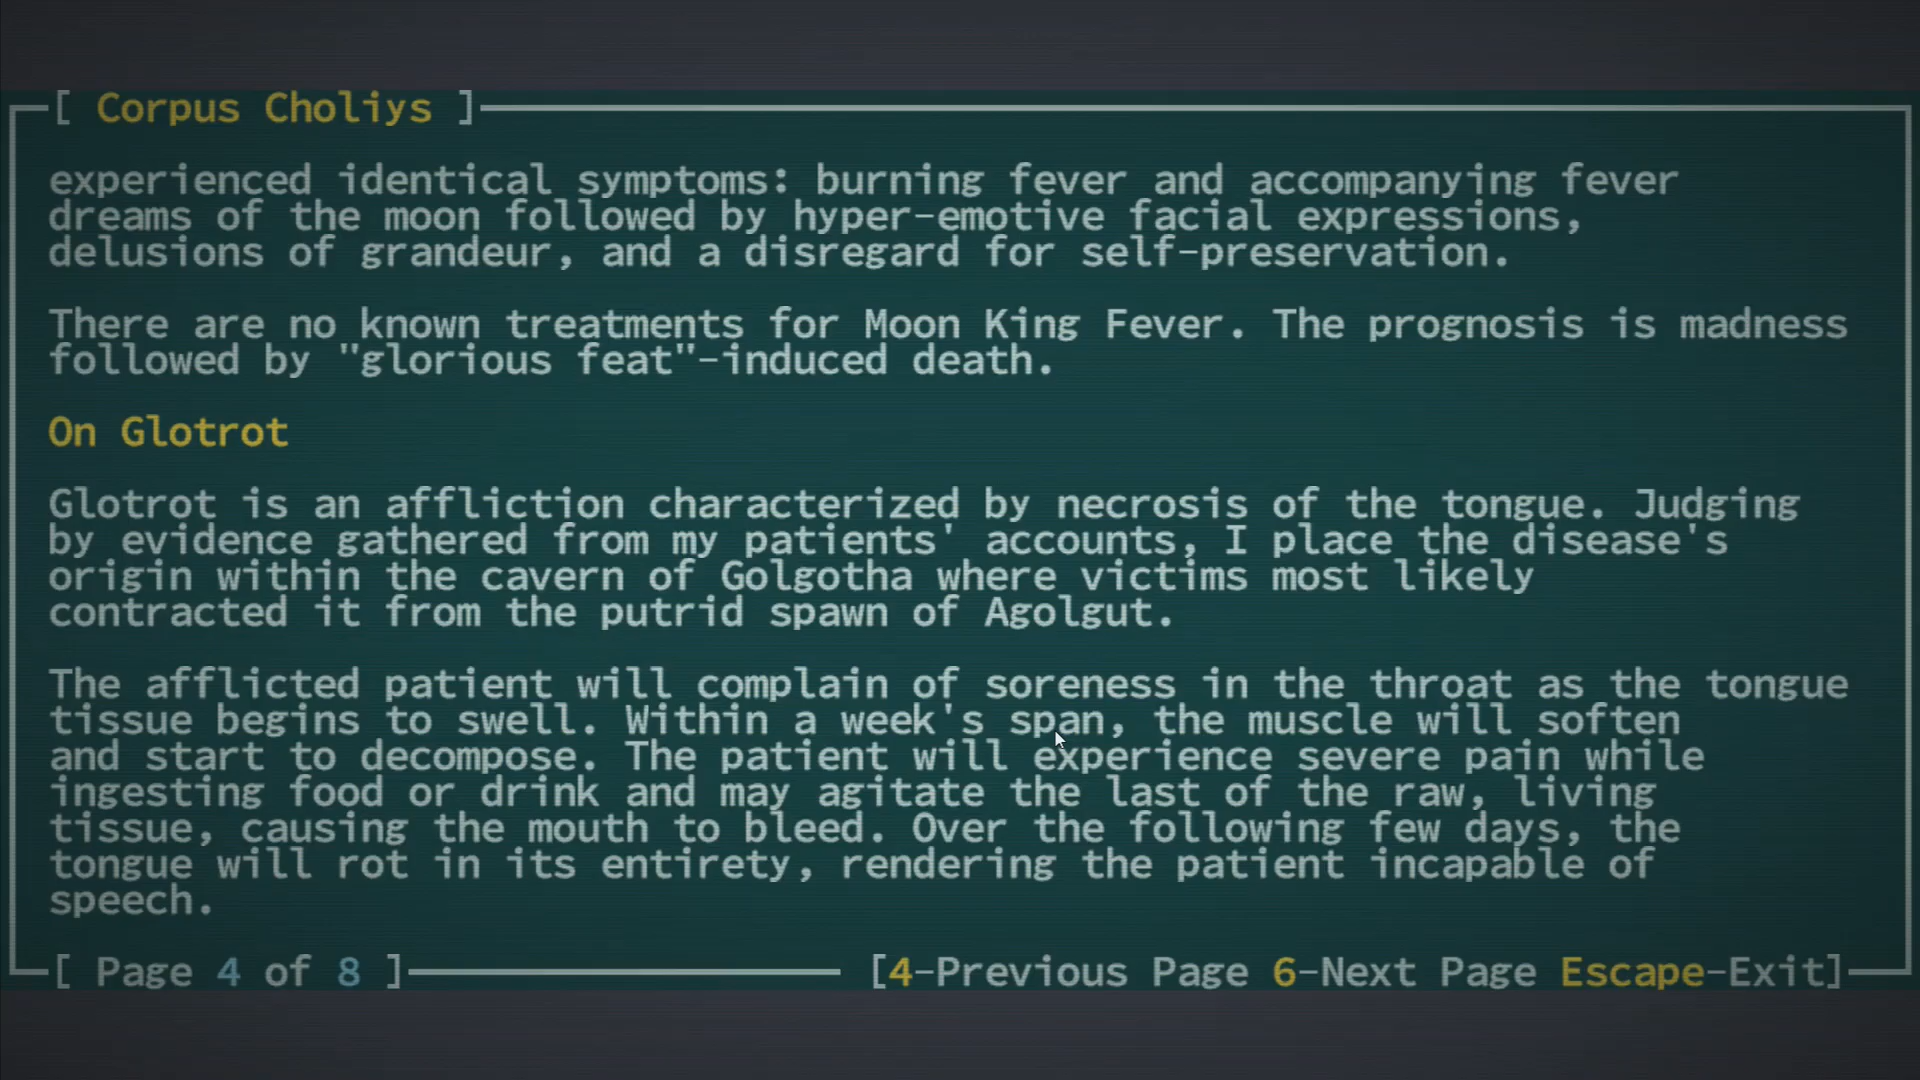 [ Corpus Choliys ]
experienced identical symptoms: burning fever and accompanying fever
dreams of the moon followed by hyper-emotive facial expressions,
delusions of grandeur, and a disregard for self-preservation.
There are no known treatments for Moon King Fever. The prognosis is madness
followed by "glorious feat"-induced death.
On Glotrot
Glotrot is an affliction characterized by necrosis of the tongue. Judging
by evidence gathered from my patients' accounts, I place the disease's
origin within the cavern of Golgotha where victims most likely
contracted it from the putrid spawn of Agolgut.
The afflicted patient will complain of soreness in the throat as the tongue
tissue begins to swell. Within a week's span, the muscle will soften
and start to decompose. The patient will experience severe pain while
ingesting food or drink and may agitate the last of the raw, living
tissue, causing the mouth to bleed. Over the following few days, the
tongue will rot in its entirety, rendering the patient incapable of
speech.
[ Page 4 of 8 ] [4-Previous Page 6-Next Page Escape-Exit]